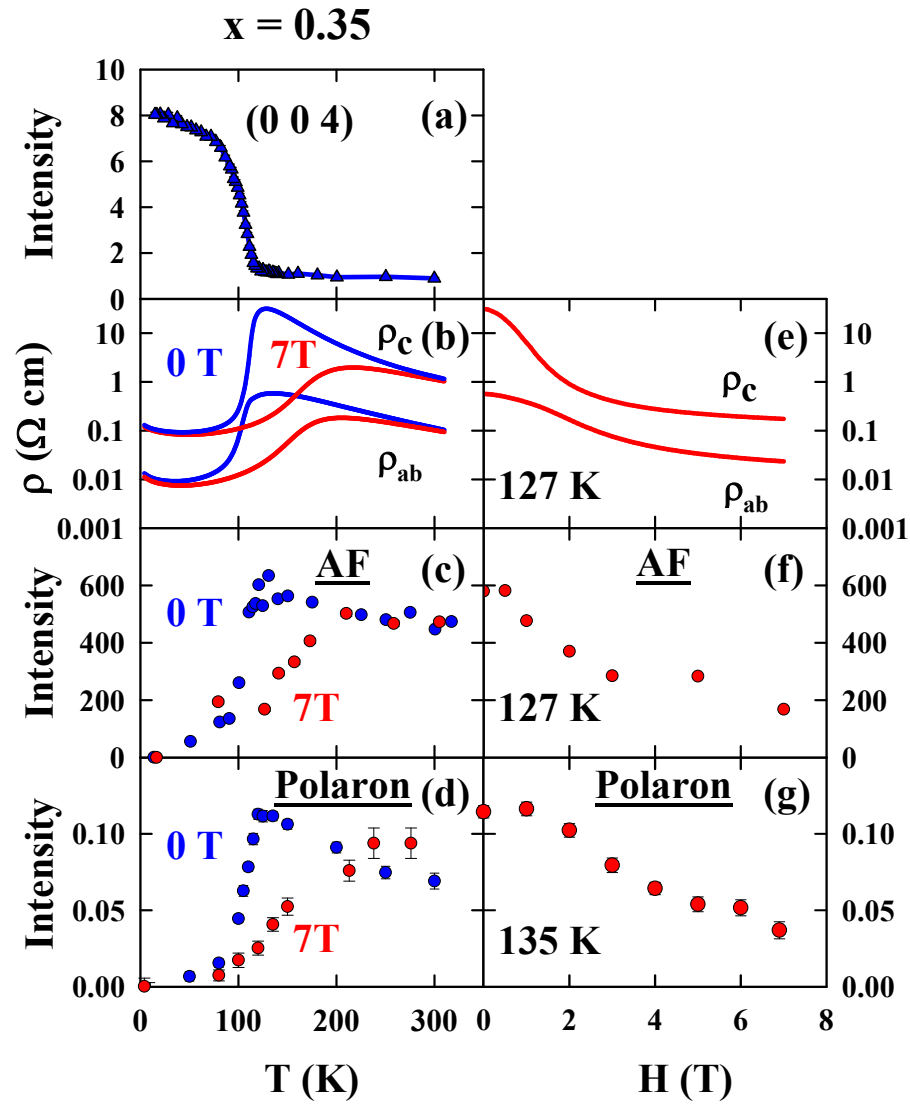 x = 0.35
10
8
6
4
2
0
Intensity
(0 0 4)
(a)
10
1
0.1
0.01
0.001
ρ (Ω cm)
0 T
7T
ρc
(b)
ρab
(e)
ρc
127 K
ρab
10
1
0.1
0.01
0.001
600
400
200
0
Intensity
0 T
AF
(c)
7T
AF
(f)
127 K
600
400
200
0
0.10
0.05
0.00
Intensity
0 T
Polaron
(d)
7T
Polaron
(g)
135 K
0.10
0.05
0.00
0 100 200 300
0 2 4 6 8
T (K)
H (T)